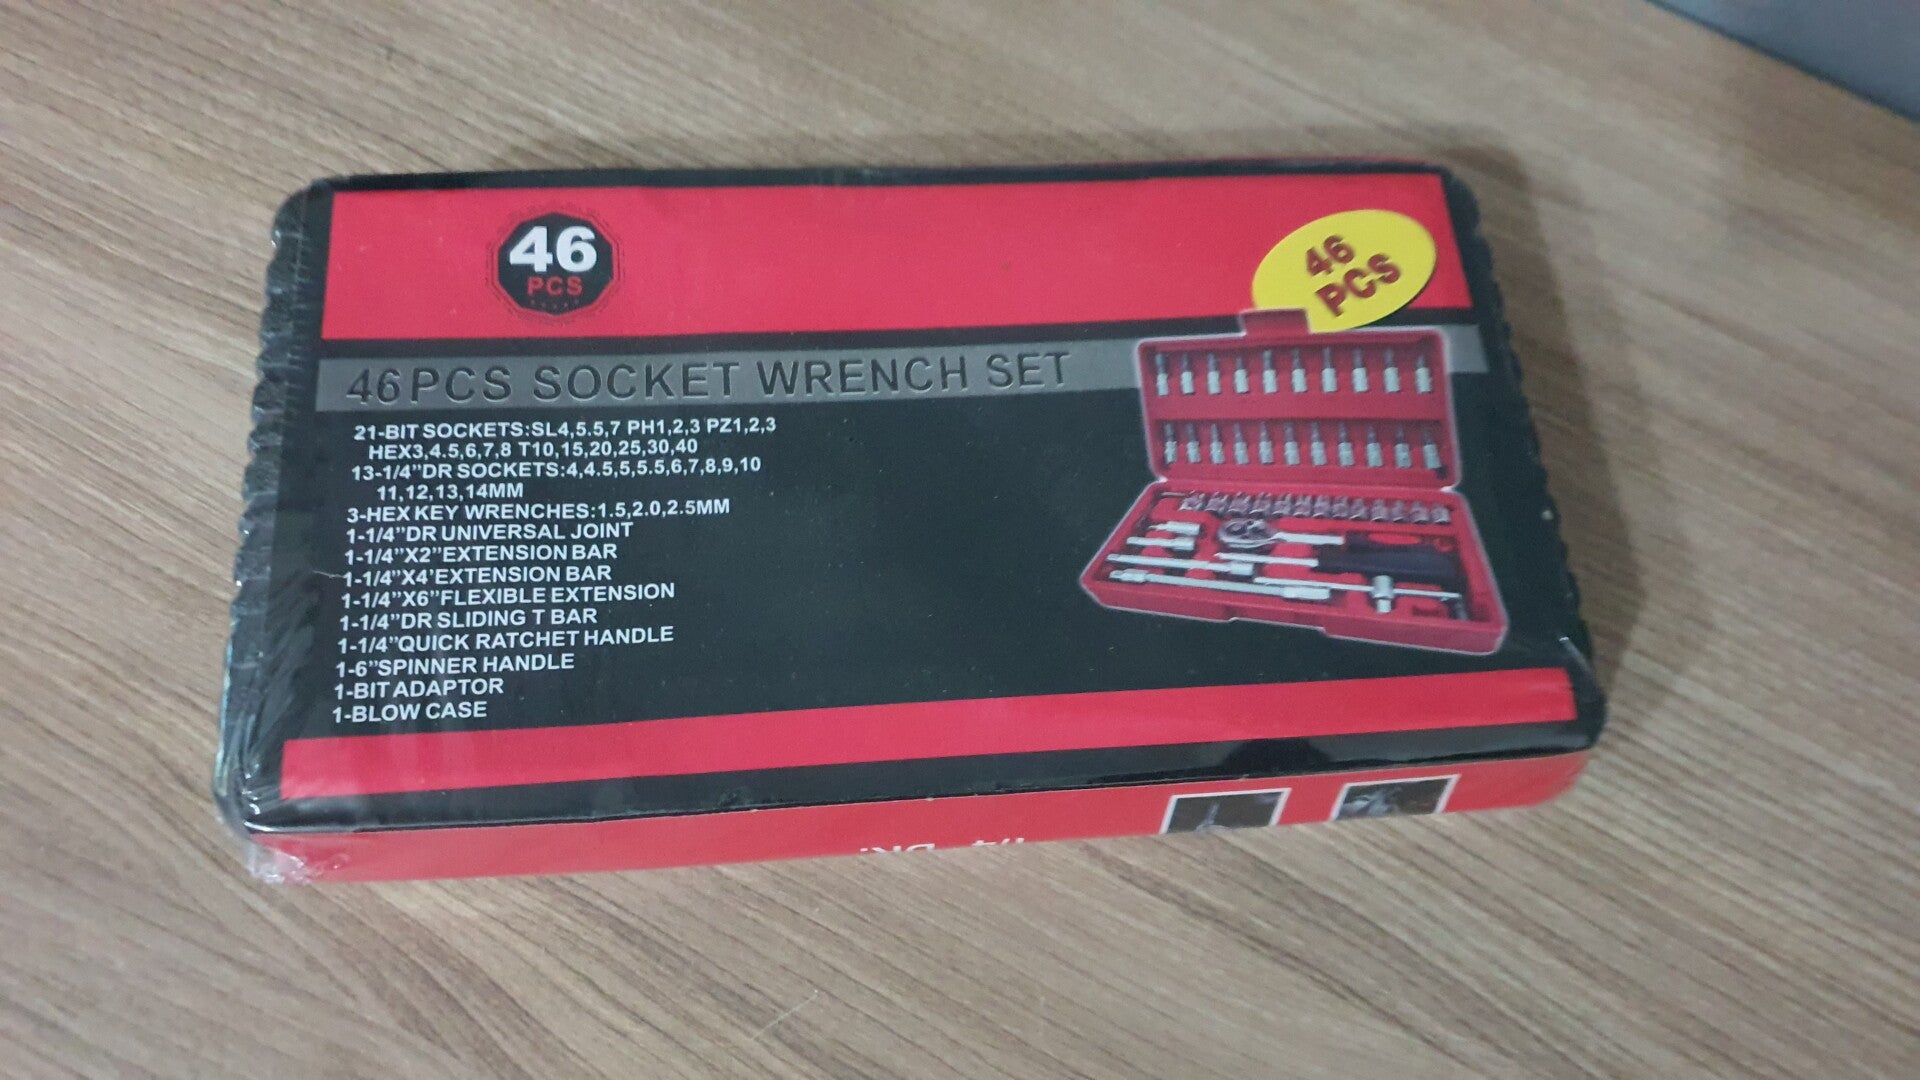 46
PCS
46
PCS
46PCS SOCKET WRENCH SET
21-BIT SOCKETS:SL4,5.5,7 PH1,2,3 PZ1,2,3
HEX3,4.5,6,7,8 T10,15,20,25,30,40
13-1/4"DR SOCKETS:4,4.5,5,5.5,6,7,8,9,10
11,12,13,14MM
3-HEX KEY WRENCHES:1.5,2.0,2.5MM
1-1/4"DR UNIVERSAL JOINT
1-1/4"X2"EXTENSION BAR
1-1/4"X4'EXTENSION BAR
1-1/4"X6"FLEXIBLE EXTENSION
1-1/4"DR SLIDING T BAR
1-1/4"QUICK RATCHET HANDLE
1-6"SPINNER HANDLE
1-BIT ADAPTOR
1-BLOW CASE